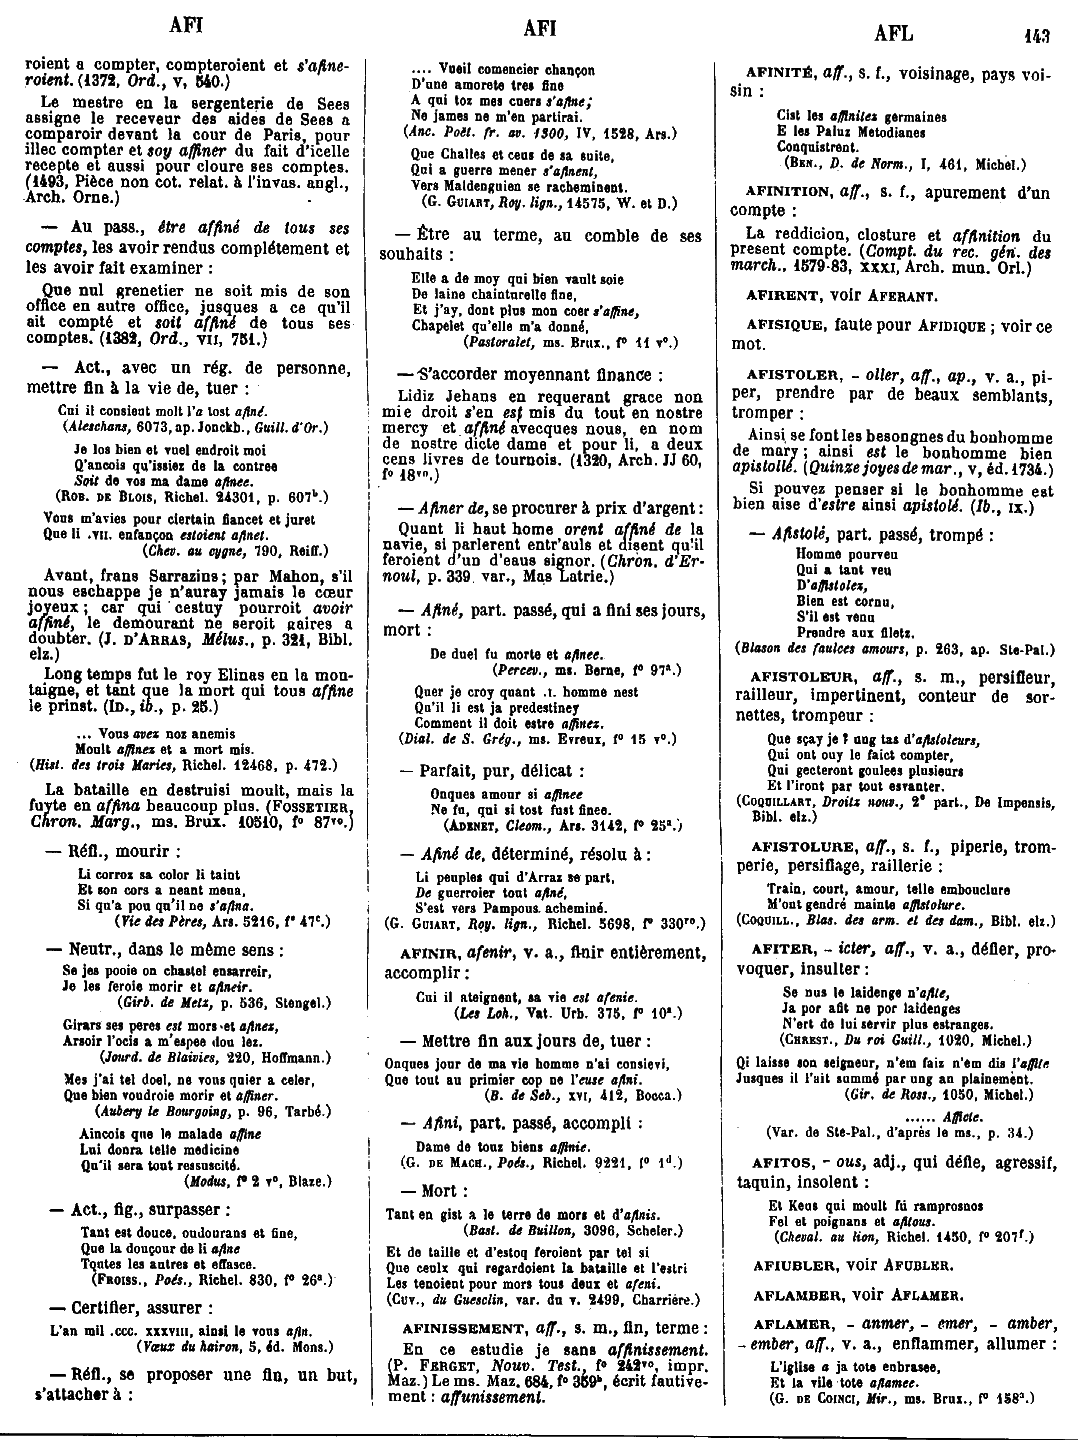 AFI
AFI
AFL
143
roient a compter, compteroient et s'afine-
roient. (1372, Ord., V, 540.)
Le mestre en la sergenterie de Sees
assigne le receveur des aides de Sees a
comparoir devant la cour de Paris, pour
illec compter et soy affiner du fait d'icelle
recepte et aussi pour cloure ses comptes.
(1493, Pièce non cot. relat. à l'invas. angl.,
Arch. Orne.)
— Au pass., être affiné de tous ses
comptes, les avoir rendus complétement et
les avoir fait examiner :
Que nul grenetier ne soit mis de son
office en autre office, jusques a ce qu'il
ait compté et soit affiné de tous ses
comptes. (1382, Ord., VII, 751.)
— Act., avec un rég. de personne,
mettre fin à la vie de, tuer :
Cui il consient molt l'a tost afiné.
(Aleschans, 6073, ap. Jonckb., Guill. d'Or.)
Je los bien et vuel endroit moi
Q'ancois qu'issiez de la contree
Soit de vos ma dame afinee.
(ROB. DE BLOIS, Richel. 24301, p. 607b.)
Vous m'avies pour ciertain fiancet et juret
Que li .VII. enfançon estoient afinet.
(Chev. au cygne, 790, Reiff.)
Avant, frans Sarrazins ; par Mahon, s'il
nous eschappe je n'auray jamais le cœur
joyeux ; car qui cestuy pourroit avoir
affiné, le demourant ne seroit gaires a
doubter. (J. D'ARRAS, Mélus., p. 321, Bibl.
elz.)
Long temps fut le roy Elinas en la mon-
taigne, et tant que la mort qui tous affine
le prinst. (ID., ib., p. 25.)
... Vous avez noz anemis
Moult affinez et a mort mis.
(Hist. des trois Maries, Richel. 12468, p. 472.)
La bataille en destruisi moult, mais la
fuyte en affina beaucoup plus. (FOSSETIER,
Chron. Marg., ms. Brux. 10510, f° 87vo.)
— Réfl., mourir :
Li corroz sa color li taint
Et son cors a neant mena,
Si qu'a pou qu'il ne s'afina.
(Vie des Pères, Ars. 5216, f° 47c.)
— Neutr., dans le même sens :
Se jes pooie on chastel ensarreir,
Je les feroie morir et afineir.
(Girb. de Metz, p. 536, Stengel.)
Girars ses peres est mors et afinez,
Arsoir l'ocis a m'espee dou lez.
(Jourd. de Blaivies, 220, Hoffmann.)
Mes j'ai tel doel, ne vous quier a celer,
Que bien voudroie morir et affiner.
(Aubery le Bourgoing, p. 96, Tarbé.)
Aincois que le malade affine
Lui donra telle medicine
Qu'il sera tout ressuscité.
(Modus, f° 2 v°, Blaze.)
— Act., fig., surpasser :
Tant est douce, oudourans et fine,
Que la douçour de li afine
Toutes les autres et effasce.
(FROISS., Poés., Richel. 830, f° 26a.)
— Certifier, assurer :
L'an mil .CCC. XXXVIII, ainsi le vous afin.
(Vœux du hairon, 5, éd. Mons.)
— Réfl., se proposer une fin, un but,
s'attacher à :
.... Vueil comencier chançon
D'une amorete tres fine
A qui toz mes cuers s'afine ;
Ne james ne m'en partirai.
(Anc. Poët. fr. av. 1300, IV, 1528, Ars.)
Que Challes et ceus de sa suite,
Qui a guerre mener s'afinent,
Vers Maldenguien se racheminent.
(G. GUIART, Roy. lign., 14575, W. et D.)
— Être au terme, au comble de ses
souhaits :
Elle a de moy qui bien vault soie
De laine chainturelle fine,
Et j'ay, dont plus mon coer s'affine,
Chapelet qu'elle m'a donné,
(Pastoralet, ms. Brux., f° 11 v°.)
— S'accorder moyennant finance :
Lidiz Jehans en requerant grace non
mie droit s'en est mis du tout en nostre
mercy et affiné avecques nous, en nom
de nostre dicte dame et pour li, a deux
cens livres de tournois. (1320, Arch. JJ 60,
f° 18vo.)
— Afiner de, se procurer à prix d'argent :
Quant li haut home orent affiné de la
navie, si parlerent entr'auls et disent qu'il
feroient d'un d'eaus signor. (Chron. d'Er-
noul, p. 339 var., Mas Latrie.)
— Afiné, part. passé, qui a fini ses jours,
mort :
De duel fu morte et afinee.
(Percev., ms. Berne, f° 97a.)
Quer je croy quant .I. homme nest
Qu'il li est ja predestiney
Comment il doit estre affinez.
(Dial. de S. Grég., ms. Evreux, f° 15 v°.)
— Parfait, pur, délicat :
Onques amour si affinee
Ne fu, qui si tost fust finee.
(ADENET, Cleom., Ars. 3142, f° 25a.)
— Afiné de, déterminé, résolu à :
Li peuples qui d'Arraz se part,
De guerroier tout afiné,
S'est vers Pampous acheminé.
(G. GUIART, Roy. lign., Richel. 5698, f° 330ro.)
AFINIR, afenir, v. a., finir entièrement,
accomplir :
Cui il ateignent, sa vie est afenie.
(Les Loh., Vat. Urb. 375, f° 10a.)
— Mettre fin aux jours de, tuer :
Onques jour de ma vie homme n'ai consievi,
Que tout au primier cop ne l'euse afini.
(B. de Seb., XVI, 412, Bocca.)
— Afini, part. passé, accompli :
Dame de touz biens affinie.
(G. DE MACH., Poés., Richel. 9221, f° 1d.)
— Mort :
Tant en gist a le terre de mors et d'afinis.
(Bast. de Buillon, 3096, Scheler.)
Et de taille et d'estoq feroient par tel si
Que ceulx qui regardoient la bataille et l'estri
Les tenoient pour mors tous deux et afeni.
(CUV., du Guesclin, var. du v. 2499, Charrière.)
AFINISSEMENT, aff., s. m., fin, terme :
En ce estudie je sans affinissement.
(P. FERGET, Nouv. Test., f° 242vo, impr.
Maz.) Le ms. Maz. 684, f° 359b, écrit fautive-
ment : affunissement.
AFINITÉ, aff., s. f., voisinage, pays voi-
sin :
Cist les affinitez germaines
E les Paluz Metodianes
Conquistrent.
(BEN., D. de Norm., I, 461, Michel.)
AFINITION, aff., s. f., apurement d'un
compte :
La reddicion, closture et affinition du
present compte. (Compt. du rec. gén. des
march., 1579-83, XXXI, Arch. mun. Orl.)
AFIRENT, voir AFERANT.
AFISIQUE, faute pour AFIDIQUE ; voir ce
mot.
AFISTOLER, - oller, aff., ap., v. a., pi-
per, prendre par de beaux semblants,
tromper :
Ainsi se font les besongnes du bonhomme
de mary ; ainsi est le bonhomme bien
apistollé. (Quinze joyes de mar., V, éd. 1734.)
Si pouvez penser si le bonhomme est
bien aise d'estre ainsi apistolé. (Ib., IX.)
— Afistolé, part. passé, trompé :
Homme pourveu
Qui a tant veu
D'affistolez,
Bien est cornu,
S'il est venu
Prendre aux filetz.
(Blason des faulces amours, p. 263, ap. Ste-Pal.)
AFISTOLEUR, aff., s. m., persifleur,
railleur, impertinent, conteur de sor-
nettes, trompeur :
Que sçay je ? ung tas d'afistoleurs,
Qui ont ouy le faict compter,
Qui gecteront goulees plusieurs
Et l'iront par tout esvanter.
(COQUILLART, Droitz nouv., 2e part., De Impensis,
Bibl. elz.)
AFISTOLURE, aff., s. f., piperie, trom-
perie, persiflage, raillerie :
Train, court, amour, telle embouclure
M'ont gendré mainte affistolure.
(COQUILL., Blas. des arm. et des dam., Bibl. elz.)
AFITER, - icter, aff., v. a., défier, pro-
voquer, insulter :
Se nus le laidenge n'afite,
Ja por afit ne por laidenges
N'ert de lui servir plus estranges.
(CHREST., Du roi Guill., 1020, Michel.)
Qi laisse son seigneur, n'em faiz n'em dis l'affite
Jusques il l'ait summé par ung an plainemént.
(Gir. de Ross., 1050, Michel.)
...... Afficte.
(Var. de Ste-Pal., d'après le ms., p. 34.)
AFITOS, - ous, adj., qui défie, agressif,
taquin, insolent :
Et Keus qui moult fu ramprosnos
Fel et poignans et afitous.
(Cheval. au lion, Richel. 1450, f° 207f.)
AFIUBLER, voir AFUBLER.
AFLAMBER, voir AFLAMER.
AFLAMER, - anmer, - emer, - amber,
- ember, aff., v. a., enflammer, allumer :
L'iglise a ja tote enbrasee,
Et la vile tote aflamee.
(G. DE COINCI, Mir., ms. Brux., f° 158a.)